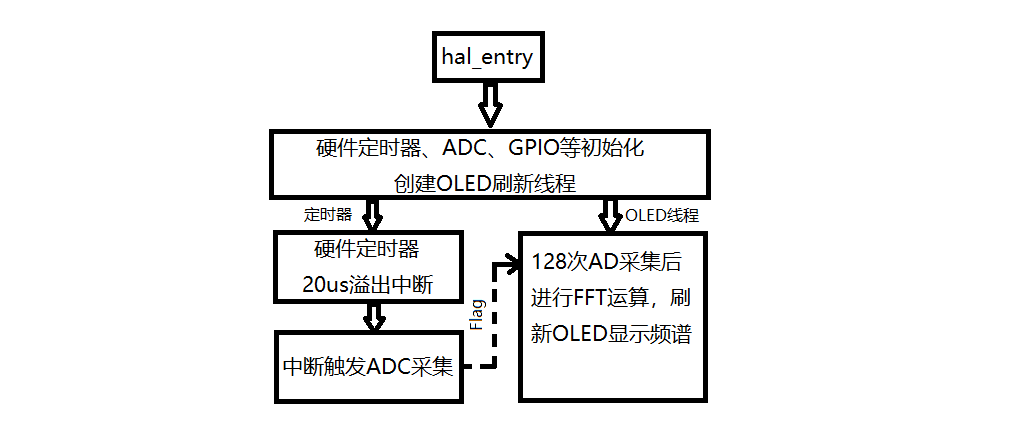 hal_entry
硬件定时器、ADC、GPIO等初始化
创建OLED刷新线程
定时器
OLED线程
硬件定时器
20us溢出中断
中断触发ADC采集
Flag
128次AD采集后
进行FFT运算，刷
新OLED显示频谱